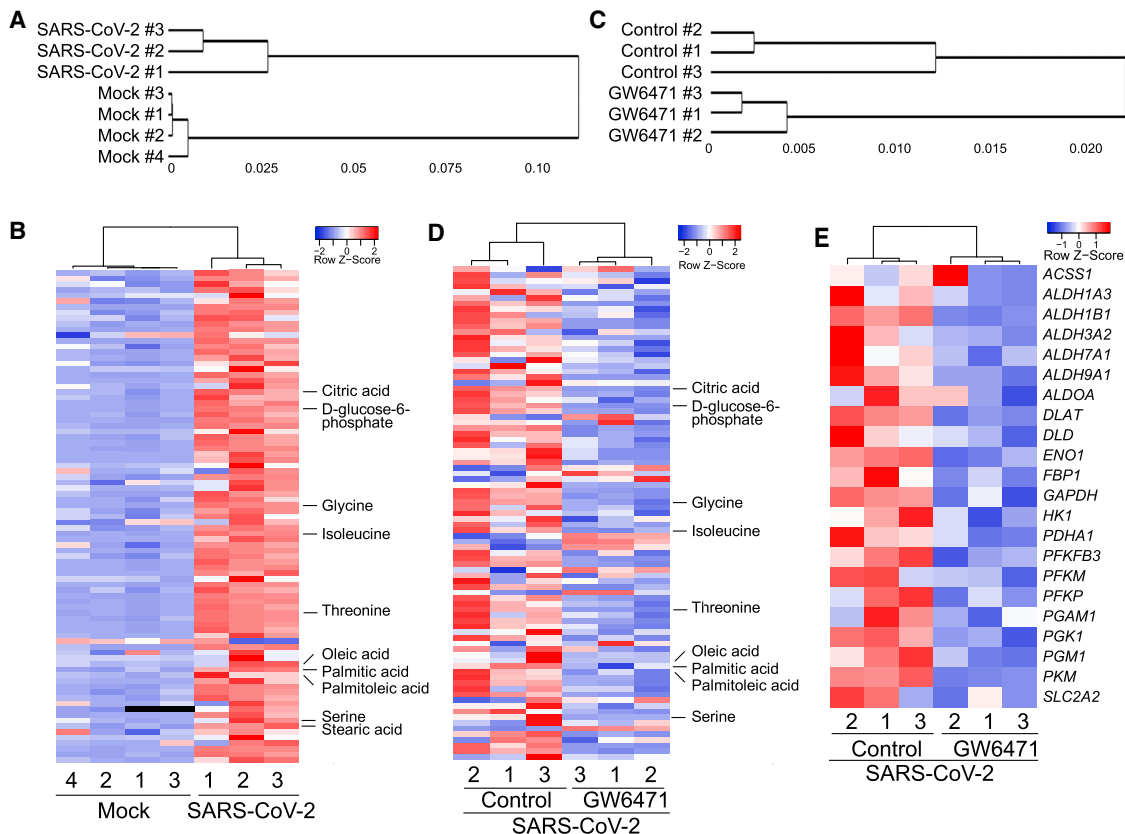 A
SARS-CoV-2 #3
SARS-CoV-2 #2
SARS-CoV-2 #1
Mock #3
Mock #1
Mock #2
Mock #4
0 0.025 0.05 0.075 0.10
C
Control #2
Control #1
Control #3
GW6471 #3
GW6471 #1
GW6471 #2
0 0.005 0.010 0.015 0.020
B
−2 0 2
Row Z-Score
Citric acid
D-glucose-6-
phosphate
Glycine
Isoleucine
Threonine
Oleic acid
Palmitic acid
Palmitoleic acid
Serine
Stearic acid
4 2 1 3 1 2 3
Mock SARS-CoV-2
D
−2 0 2
Row Z-Score
Citric acid
D-glucose-6-
phosphate
Glycine
Isoleucine
Threonine
Oleic acid
Palmitic acid
Palmitoleic acid
Serine
2 1 3 3 1 2
Control GW6471
SARS-CoV-2
E
−1 0 1
Row Z-Score
ACSS1
ALDH1A3
ALDH1B1
ALDH3A2
ALDH7A1
ALDH9A1
ALDOA
DLAT
DLD
ENO1
FBP1
GAPDH
HK1
PDHA1
PFKFB3
PFKM
PFKP
PGAM1
PGK1
PGM1
PKM
SLC2A2
2 1 3 2 1 3
Control GW6471
SARS-CoV-2